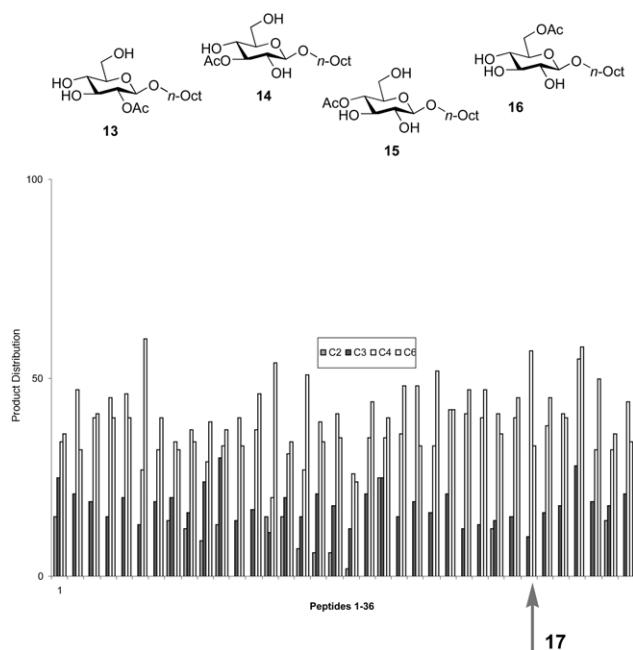 OH
HO
HO
O
OAc
O
n-Oct
13
OH
HO
AcO
O
OH
O
n-Oct
14
OH
AcO
HO
O
OH
O
n-Oct
15
OAc
HO
HO
O
OH
O
n-Oct
16
100
50
0
Product Distribution
C2 C3 C4 C6
1
Peptides 1-36
17